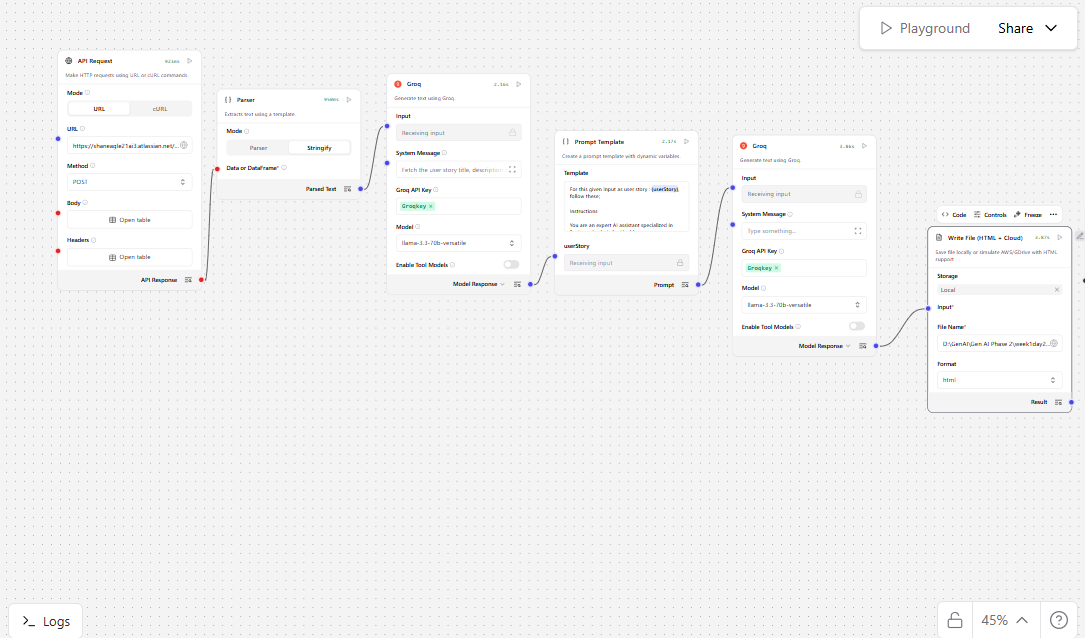 Playground
Share
API Request
Make HTTP requests using URL or cURL commands
Mode
URL
cURL
URL
https://shaneagle21ai3.atlassian.net/...
Method
POST
Body
Open table
Headers
Open table
API Response
Parser
Extracts text using a template.
Mode
Parser
Stringify
Data or DataFrame*
Parsed Text
Groq
Generate text using Groq.
Input
Receiving input
System Message
Fetch the user story title, description
Groq API Key
Groqkey ×
Model
llama-3.3-70b-versatile
Enable Tool Models
Model Response
Prompt Template
Create a prompt template with dynamic variables.
Template
For this given input as user story : {userStory},
follow these:
Instructions
You are an expert AI assistant specialized in
userStory
Receiving input
Prompt
Groq
Generate text using Groq.
Input
Receiving input
System Message
Type something...
Groq API Key
Groqkey ×
Model
llama-3.3-70b-versatile
Enable Tool Models
Model Response
Code
Controls
Freeze
Write File (HTML + Cloud)
Save file locally or simulate AWS/GDrive with HTML
support
Storage
Local
Input*
File Name*
D:\GenAI\Gen AI Phase 2\week1day2...
Format
html
Result
Logs
45%